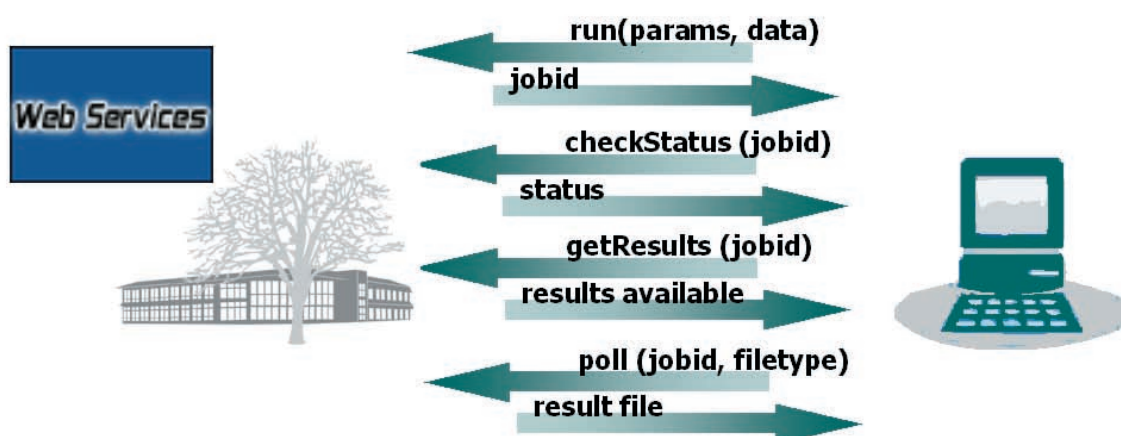 run(params, data)
Web Services
jobid
checkStatus (jobid)
status
getResults (jobid)
results available
poll (jobid, filetype)
result file